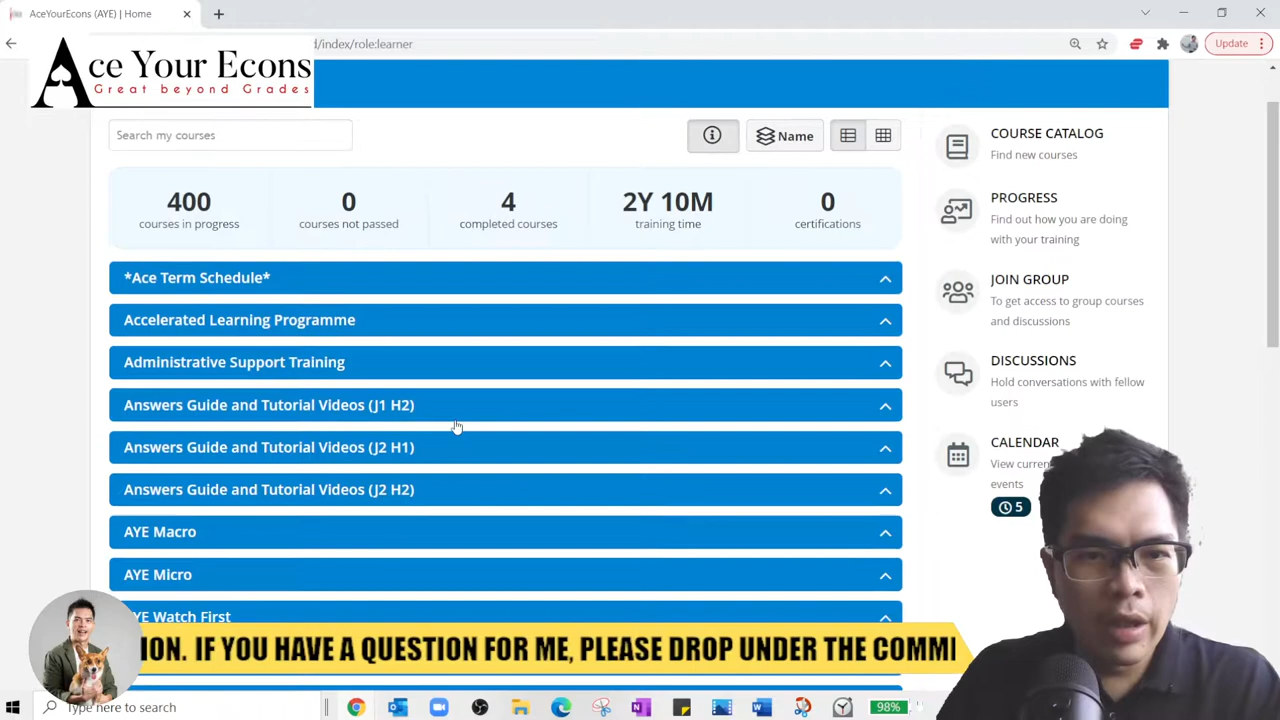 AceYourEcons (AYE) | Home
d/index/role:learner
Update
Ace Your Econs
Great beyond Grades
Search my courses
Name
400
courses in progress
0
courses not passed
4
completed courses
2Y 10M
training time
0
certifications
*Ace Term Schedule*
Accelerated Learning Programme
Administrative Support Training
Answers Guide and Tutorial Videos (J1 H2)
Answers Guide and Tutorial Videos (J2 H1)
Answers Guide and Tutorial Videos (J2 H2)
AYE Macro
AYE Micro
YE Watch First
COURSE CATALOG
Find new courses
PROGRESS
Find out how you are doing
with your training
JOIN GROUP
To get access to group courses
and discussions
DISCUSSIONS
Hold conversations with fellow
users
CALENDAR
View curren
events
5
ION. IF YOU HAVE A QUESTION FOR ME, PLEASE DROP UNDER THE COMM
Type here to search
98%